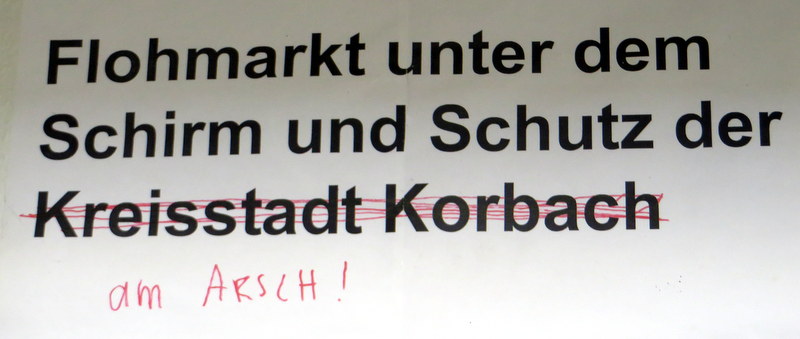 Flohmarkt unter dem
Schirm und Schutz der
Kreisstadt Korbach
am ARSCH!